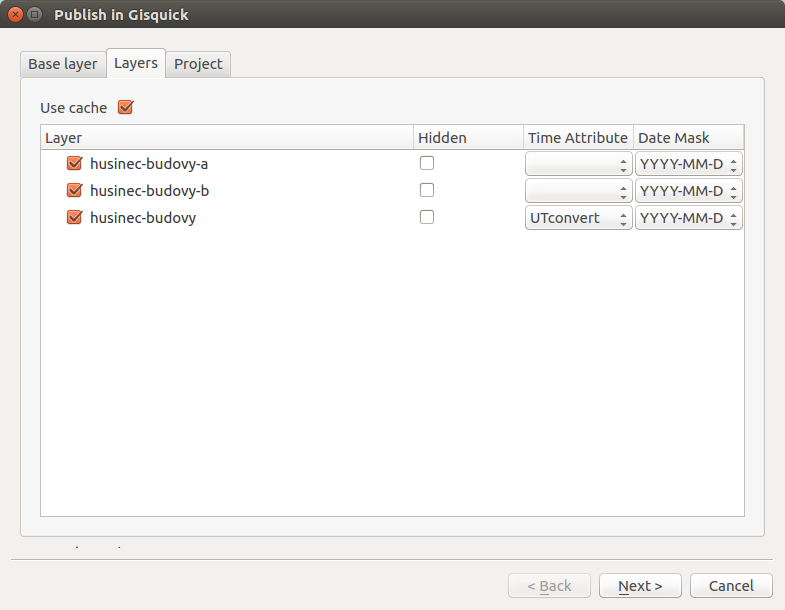 Publish in Gisquick
Base layer Layers Project
Use cache
Layer Hidden Time Attribute Date Mask
husinec-budovy-a YYYY-MM-D
husinec-budovy-b YYYY-MM-D
husinec-budovy UTconvert YYYY-MM-D
< Back Next > Cancel